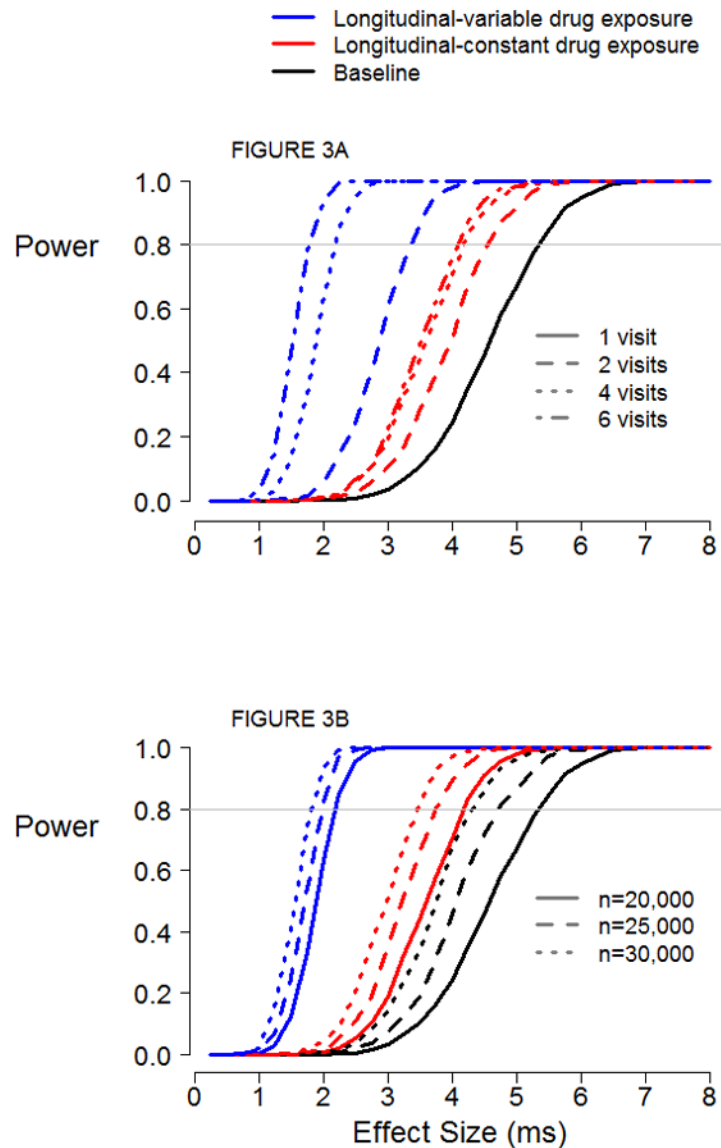 Longitudinal-variable drug exposure
Longitudinal-constant drug exposure
Baseline
FIGURE 3A
Power
1.0
0.8
0.6
0.4
0.2
0.0
1 visit
2 visits
4 visits
6 visits
0 1 2 3 4 5 6 7 8
FIGURE 3B
Power
1.0
0.8
0.6
0.4
0.2
0.0
n=20,000
n=25,000
n=30,000
0 1 2 3 4 5 6 7 8
Effect Size (ms)